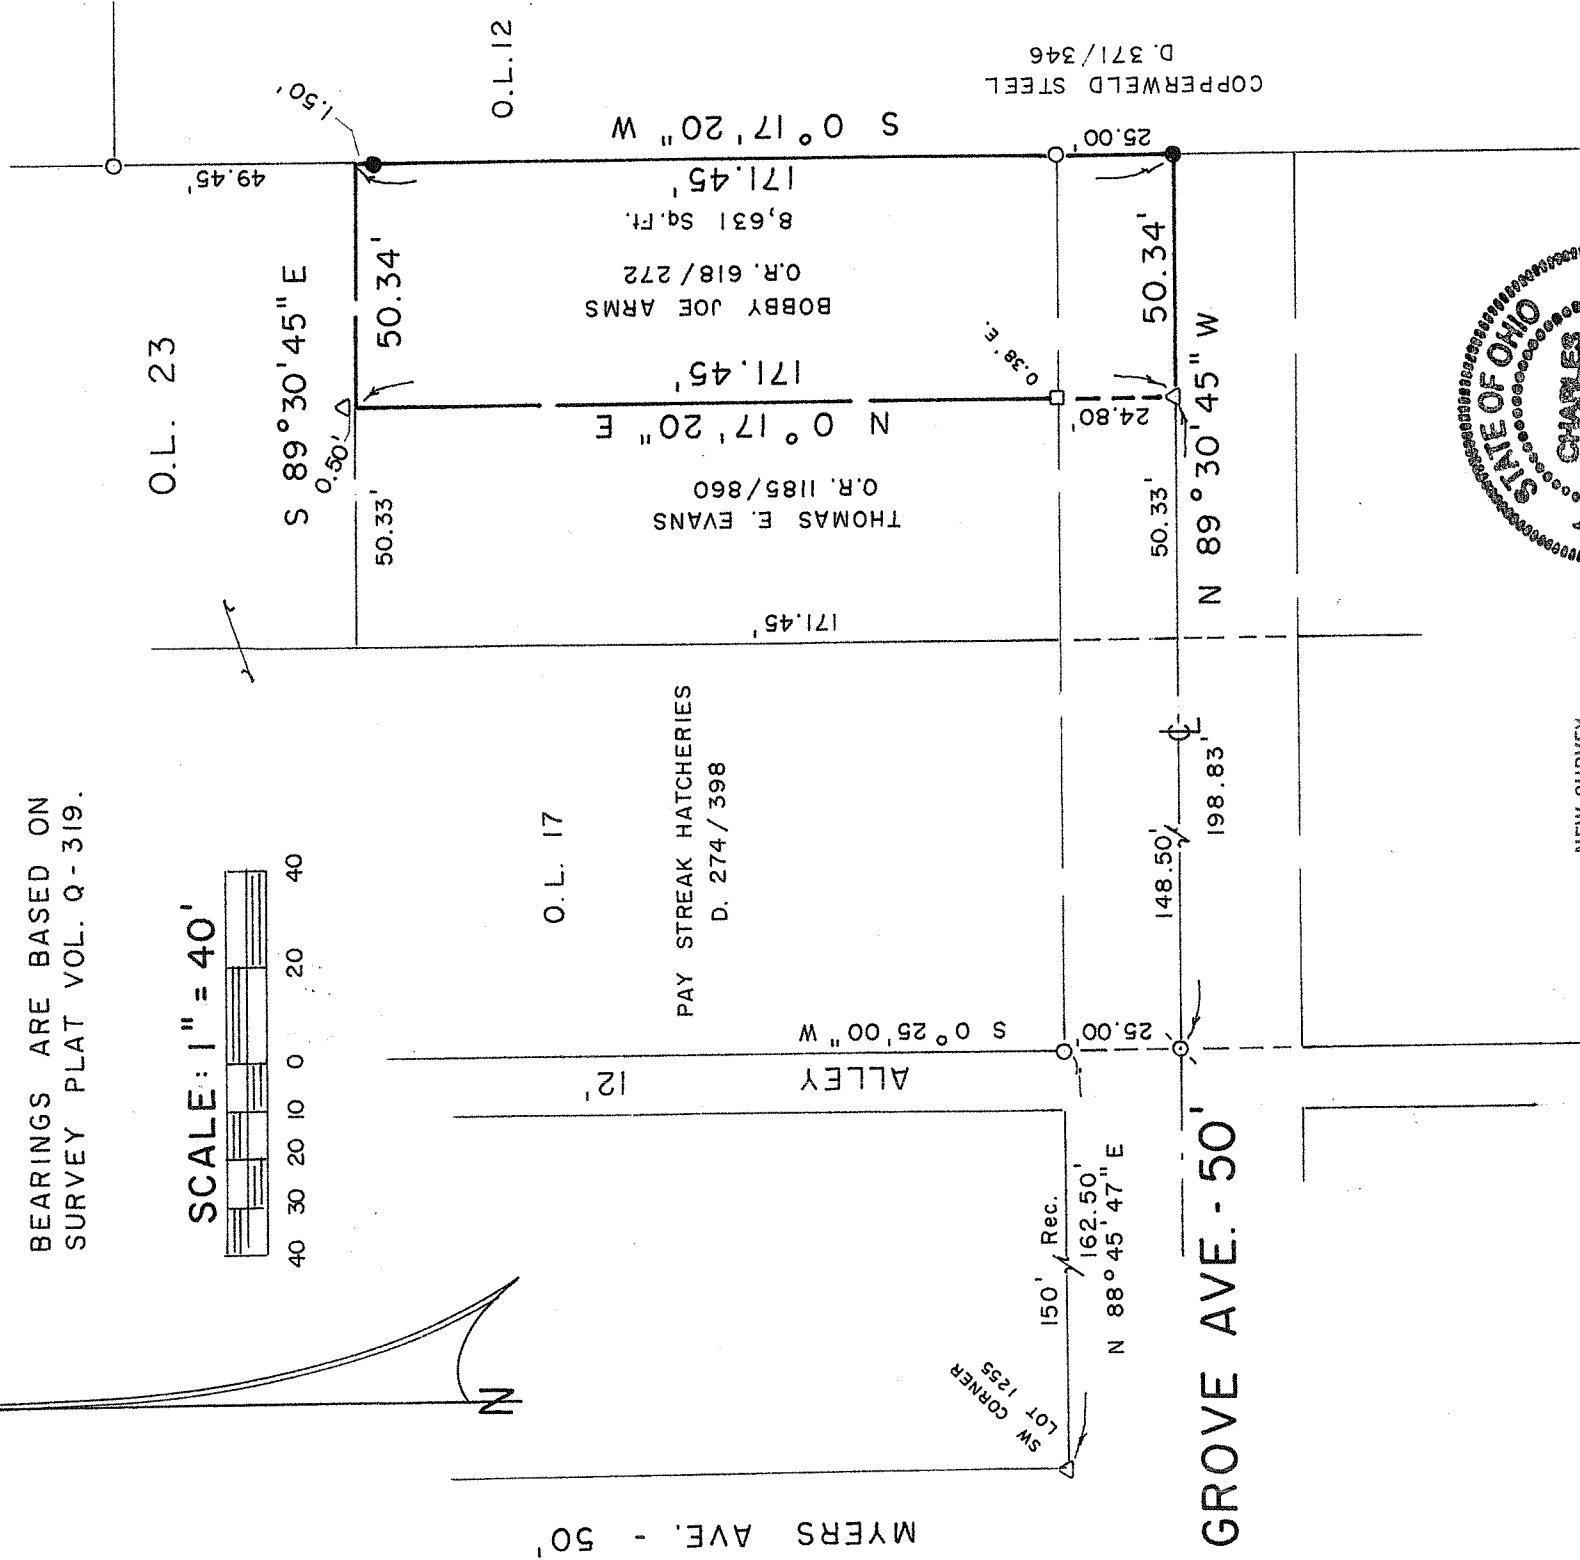 BEARINGS ARE BASED ON
SURVEY PLAT VOL. Q-319.
SCALE: 1" = 40'
40 30 20 10 0 20 40
N
O.L. 23
O.L. 12
O.L. 17
1.50'
49.45'
S 89°30'45" E
0.50'
50.33'
50.34'
S 0°17'20" W
171.45'
8,631 Sq.Ft.
O.R. 618/272
BOBBY JOE ARMS
171.45'
N 0°17'20" E
O.R. 1185/860
THOMAS E. EVANS
171.45'
COPPERWELD STEEL
D. 371/346
25.00'
0.38' E.
24.80'
50.34'
50.33'
N 89°30'45" W
PAY STREAK HATCHERIES
D. 274/398
148.50'
198.83'
S 0°25'00" W
25.00'
ALLEY
12'
150' Rec.
162.50'
N 88°45'47" E
SW CORNER
LOT 1255
GROVE AVE. - 50'
MYERS AVE. - 50'
STATE OF OHIO
CHARLES
NEW SURVEY